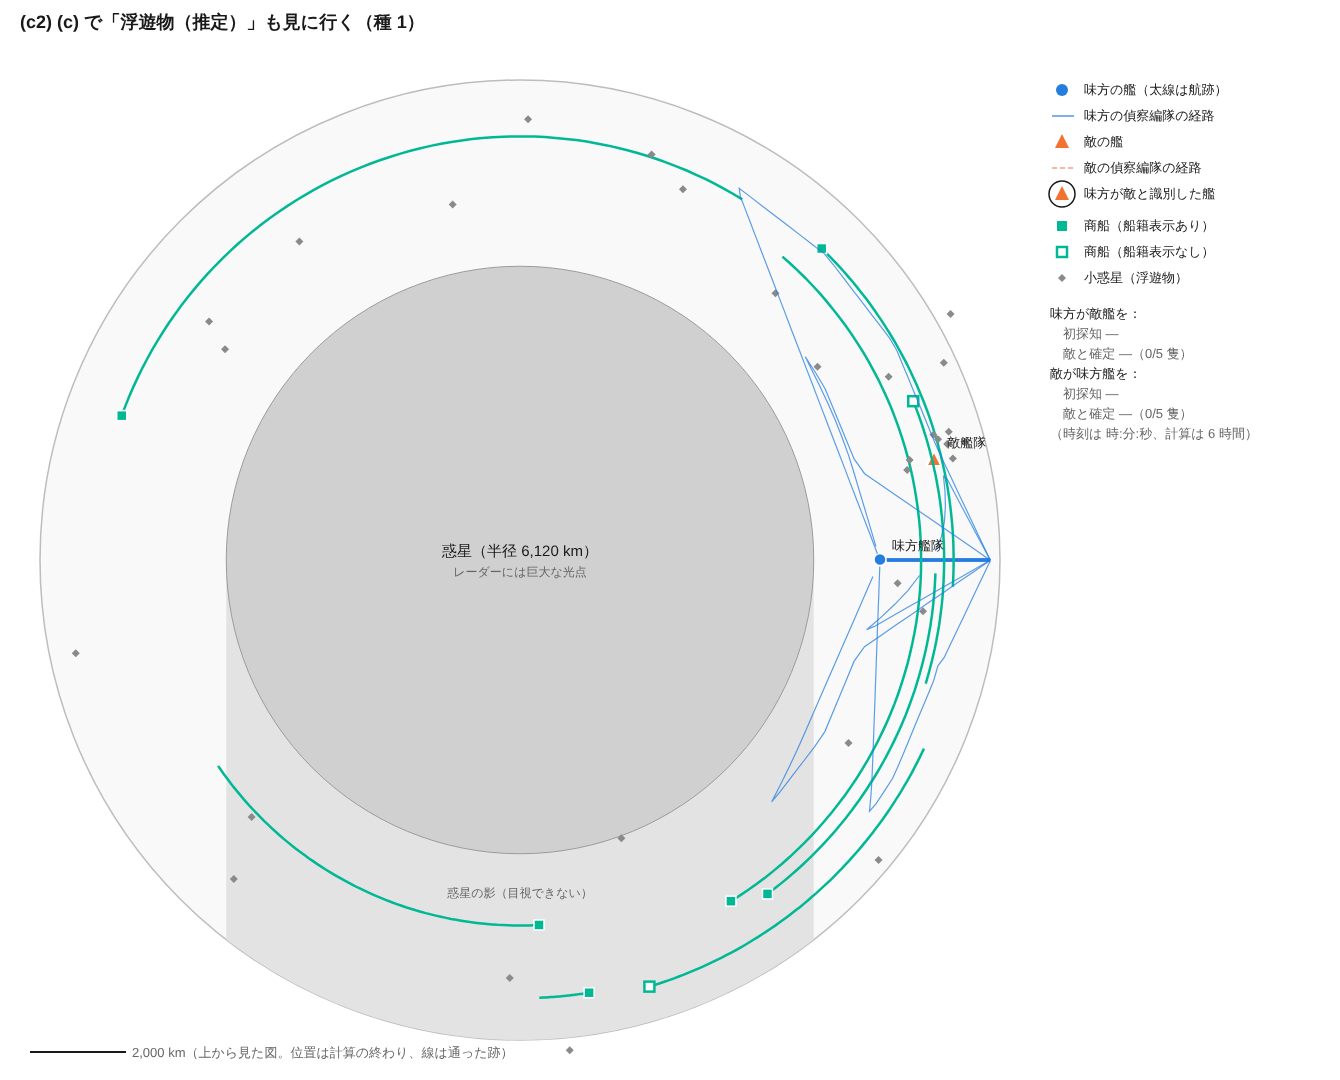 (c2) (c) で「浮遊物（推定）」も見に行く（種 1）
味方の艦（太線は航跡）
味方の偵察編隊の経路
敵の艦
敵の偵察編隊の経路
味方が敵と識別した艦
商船（船籍表示あり）
商船（船籍表示なし）
小惑星（浮遊物）
味方が敵艦を：
初探知 —
敵と確定 —（0/5 隻）
敵が味方艦を：
初探知 —
敵と確定 —（0/5 隻）
（時刻は 時:分:秒、計算は 6 時間）
敵艦隊
味方艦隊
惑星（半径 6,120 km）
レーダーには巨大な光点
惑星の影（目視できない）
2,000 km（上から見た図。位置は計算の終わり、線は通った跡）